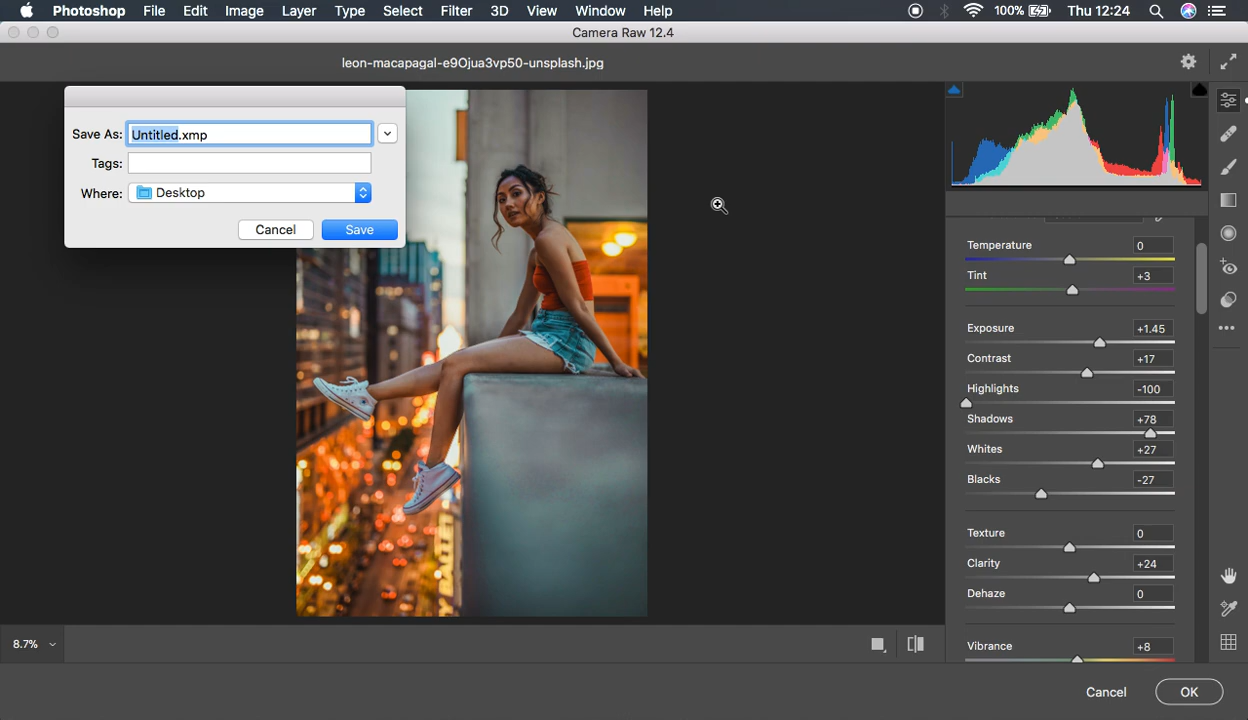 Photoshop File Edit Image Layer Type Select Filter 3D View Window Help 100% Thu 12:24
Camera Raw 12.4
leon-macapagal-e9Ojua3vp50-unsplash.jpg
Save As: Untitled.xmp
Tags:
Where: Desktop
Cancel Save
Temperature 0
Tint +3
Exposure +1.45
Contrast +17
Highlights -100
Shadows +78
Whites +27
Blacks -27
Texture 0
Clarity +24
Dehaze 0
Vibrance +8
8.7%
Cancel OK